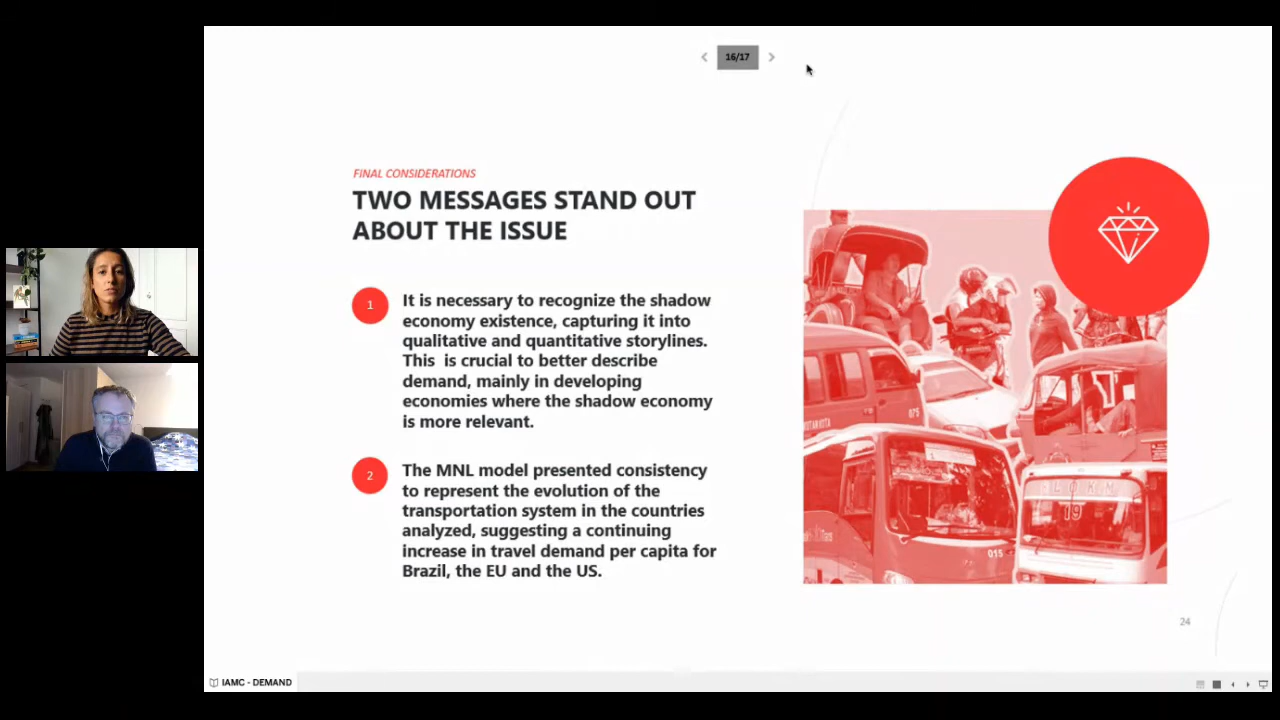 16/17
FINAL CONSIDERATIONS
TWO MESSAGES STAND OUT
ABOUT THE ISSUE
1
It is necessary to recognize the shadow
economy existence, capturing it into
qualitative and quantitative storylines.
This is crucial to better describe
demand, mainly in developing
economies where the shadow economy
is more relevant.
2
The MNL model presented consistency
to represent the evolution of the
transportation system in the countries
analyzed, suggesting a continuing
increase in travel demand per capita for
Brazil, the EU and the US.
075
015
19
24
IAMC - DEMAND